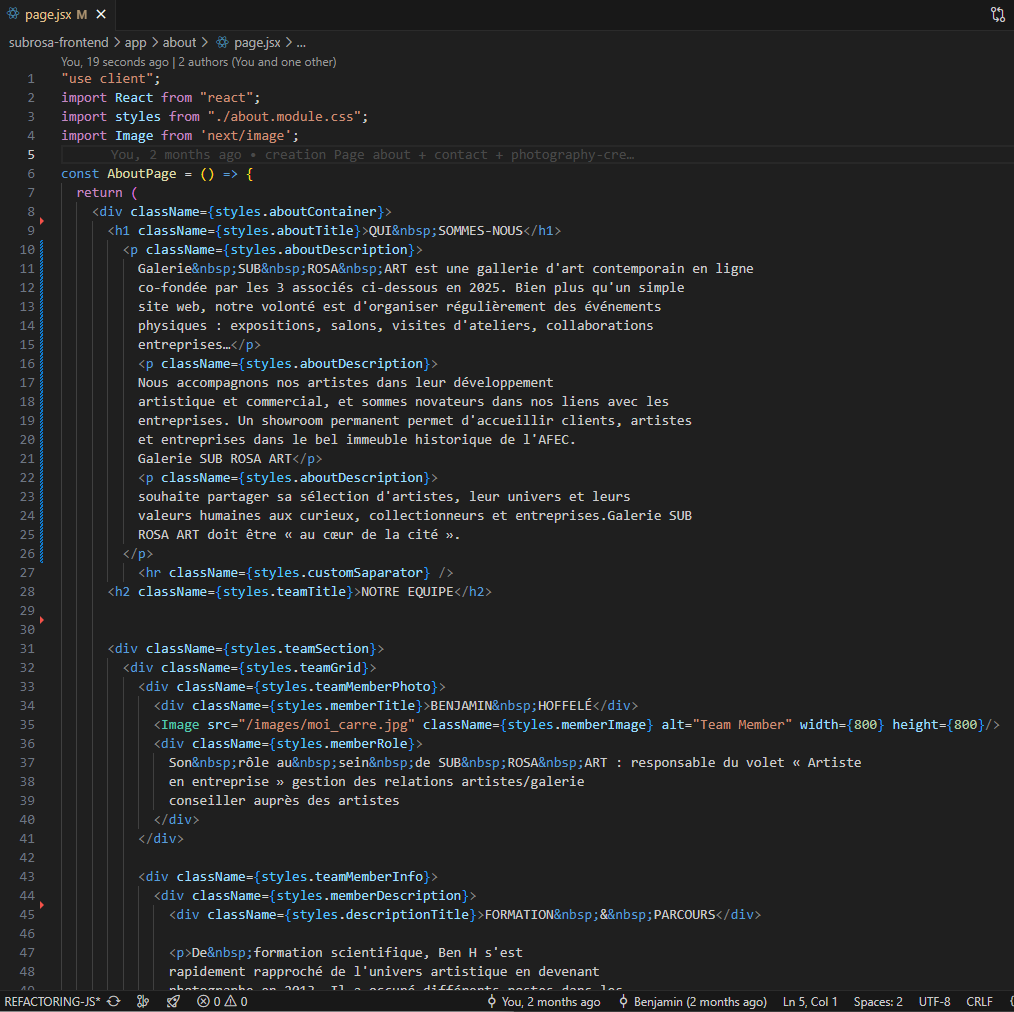 page.jsx M
subrosa-frontend > app > about > page.jsx > ...
You, 19 seconds ago | 2 authors (You and one other)
1 "use client";
2 import React from "react";
3 import styles from "./about.module.css";
4 import Image from 'next/image';
5 You, 2 months ago • creation Page about + contact + photography-cre…
6 const AboutPage = () => {
7 return (
8 <div className={styles.aboutContainer}>
9 <h1 className={styles.aboutTitle}>QUI&nbsp;SOMMES-NOUS</h1>
10 <p className={styles.aboutDescription}>
11 Galerie&nbsp;SUB&nbsp;ROSA&nbsp;ART est une gallerie d'art contemporain en ligne
12 co-fondée par les 3 associés ci-dessous en 2025. Bien plus qu'un simple
13 site web, notre volonté est d'organiser régulièrement des événements
14 physiques : expositions, salons, visites d'ateliers, collaborations
15 entreprises…</p>
16 <p className={styles.aboutDescription}>
17 Nous accompagnons nos artistes dans leur développement
18 artistique et commercial, et sommes novateurs dans nos liens avec les
19 entreprises. Un showroom permanent permet d'accueillir clients, artistes
20 et entreprises dans le bel immeuble historique de l'AFEC.
21 Galerie SUB ROSA ART</p>
22 <p className={styles.aboutDescription}>
23 souhaite partager sa sélection d'artistes, leur univers et leurs
24 valeurs humaines aux curieux, collectionneurs et entreprises.Galerie SUB
25 ROSA ART doit être « au cœur de la cité ».
26 </p>
27 <hr className={styles.customSaparator} />
28 <h2 className={styles.teamTitle}>NOTRE EQUIPE</h2>
29
30
31 <div className={styles.teamSection}>
32 <div className={styles.teamGrid}>
33 <div className={styles.teamMemberPhoto}>
34 <div className={styles.memberTitle}>BENJAMIN&nbsp;HOFFELÉ</div>
35 <Image src="/images/moi_carre.jpg" className={styles.memberImage} alt="Team Member" width={800} height={800}/>
36 <div className={styles.memberRole}>
37 Son&nbsp;rôle au&nbsp;sein&nbsp;de SUB&nbsp;ROSA&nbsp;ART : responsable du volet « Artiste
38 en entreprise » gestion des relations artistes/galerie
39 conseiller auprès des artistes
40 </div>
41 </div>
42
43 <div className={styles.teamMemberInfo}>
44 <div className={styles.memberDescription}>
45 <div className={styles.descriptionTitle}>FORMATION&nbsp;&&nbsp;PARCOURS</div>
46
47 <p>De&nbsp;formation scientifique, Ben H s'est
48 rapidement rapproché de l'univers artistique en devenant
49 photographe en 2013. Il a occupé différents postes dans les
REFACTORING-JS* 0 0 You, 2 months ago Benjamin (2 months ago) Ln 5, Col 1 Spaces: 2 UTF-8 CRLF {